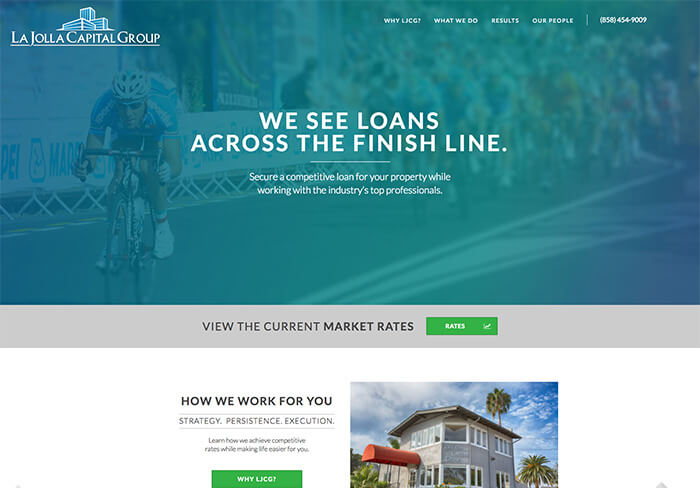 LA JOLLA CAPITAL GROUP
WHY LJCG?
WHAT WE DO
RESULTS
OUR PEOPLE
(858) 454-9009
WE SEE LOANS
ACROSS THE FINISH LINE.
Secure a competitive loan for your property while
working with the industry's top professionals.
VIEW THE CURRENT MARKET RATES
RATES
HOW WE WORK FOR YOU
STRATEGY. PERSISTENCE. EXECUTION.
Learn how we achieve competitive
rates while making life easier for you.
WHY LJCG?